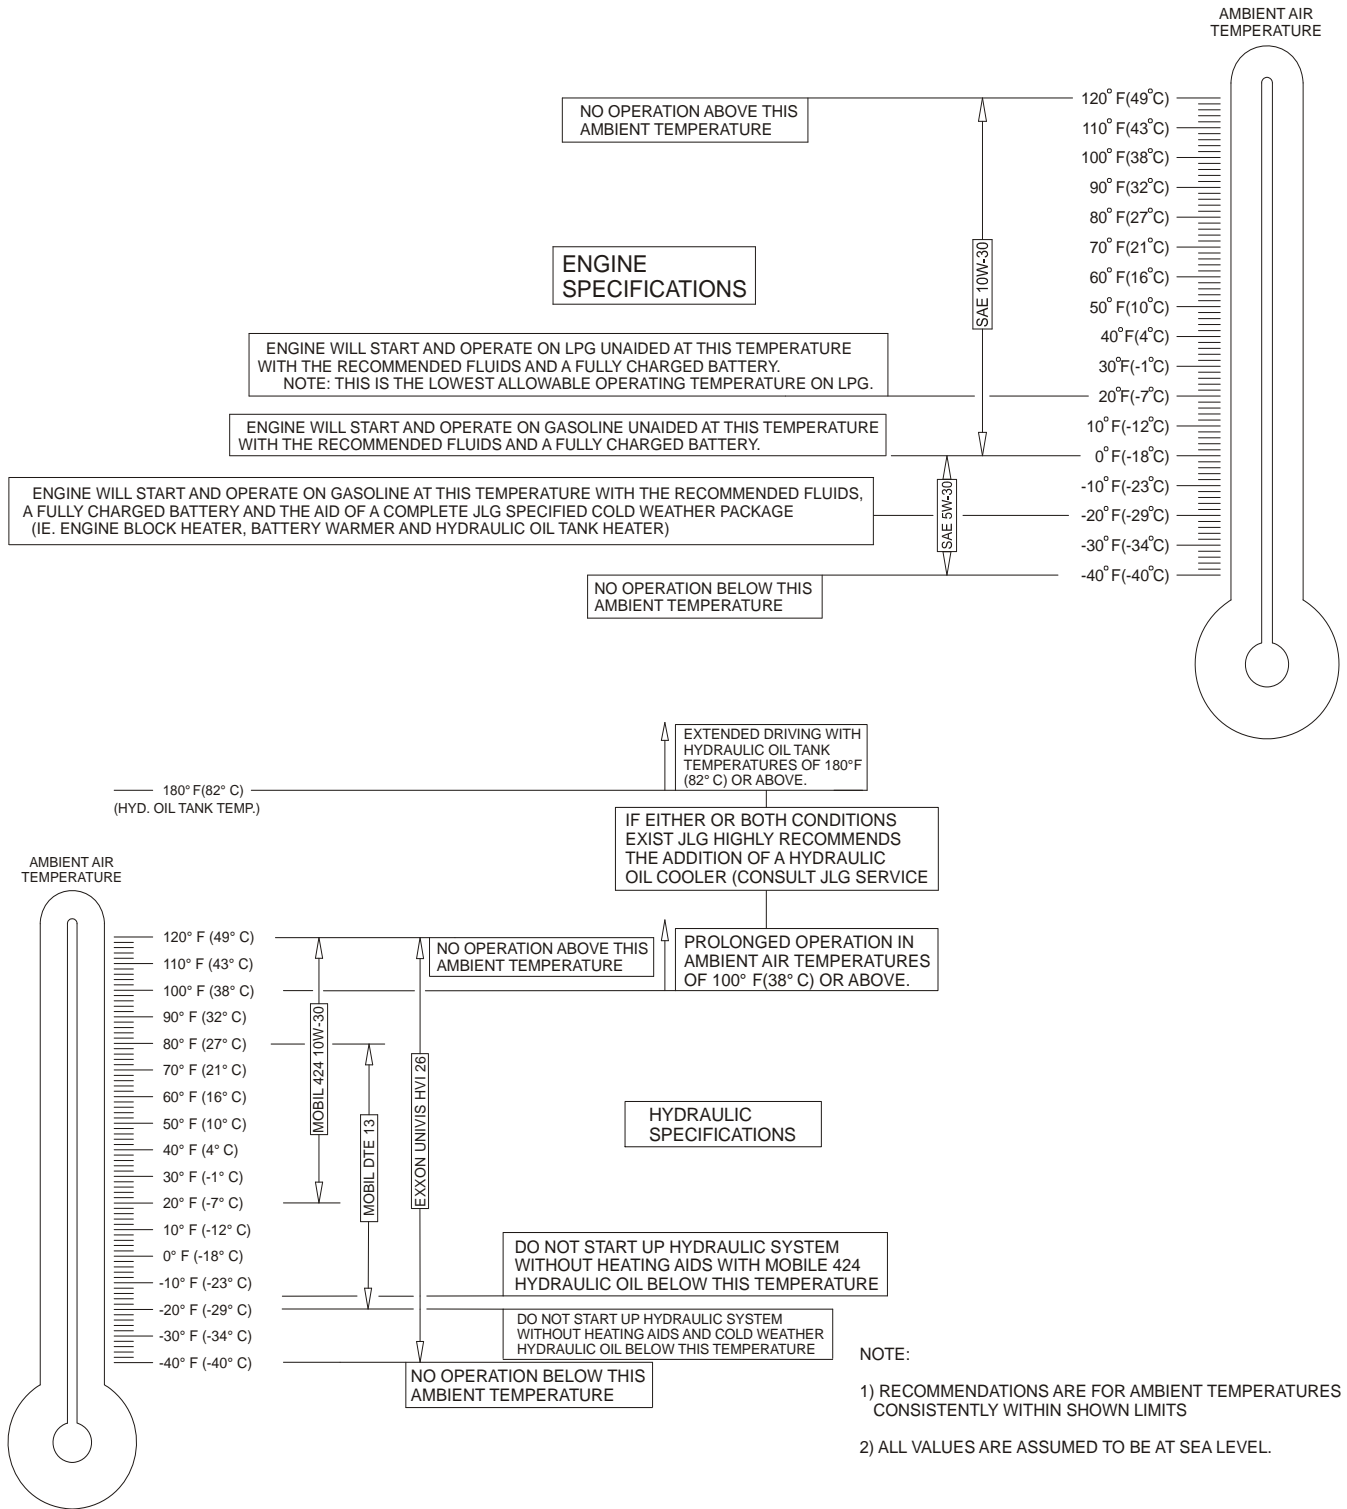 AMBIENT AIR
TEMPERATURE
NO OPERATION ABOVE THIS
AMBIENT TEMPERATURE
120° F(49°C)
110° F(43°C)
100° F(38°C)
90° F(32°C)
80° F(27°C)
70° F(21°C)
60° F(16°C)
50° F(10°C)
40°F(4°C)
30°F(-1°C)
20°F(-7°C)
10° F(-12°C)
0° F(-18°C)
-10° F(-23°C)
-20° F(-29°C)
-30° F(-34°C)
-40° F(-40°C)
SAE 10W-30
SAE 5W-30
ENGINE
SPECIFICATIONS
ENGINE WILL START AND OPERATE ON LPG UNAIDED AT THIS TEMPERATURE
WITH THE RECOMMENDED FLUIDS AND A FULLY CHARGED BATTERY.
NOTE: THIS IS THE LOWEST ALLOWABLE OPERATING TEMPERATURE ON LPG.
ENGINE WILL START AND OPERATE ON GASOLINE UNAIDED AT THIS TEMPERATURE
WITH THE RECOMMENDED FLUIDS AND A FULLY CHARGED BATTERY.
ENGINE WILL START AND OPERATE ON GASOLINE AT THIS TEMPERATURE WITH THE RECOMMENDED FLUIDS,
A FULLY CHARGED BATTERY AND THE AID OF A COMPLETE JLG SPECIFIED COLD WEATHER PACKAGE
(IE. ENGINE BLOCK HEATER, BATTERY WARMER AND HYDRAULIC OIL TANK HEATER)
NO OPERATION BELOW THIS
AMBIENT TEMPERATURE
EXTENDED DRIVING WITH
HYDRAULIC OIL TANK
TEMPERATURES OF 180°F
(82° C) OR ABOVE.
180° F(82° C)
(HYD. OIL TANK TEMP.)
IF EITHER OR BOTH CONDITIONS
EXIST JLG HIGHLY RECOMMENDS
THE ADDITION OF A HYDRAULIC
OIL COOLER (CONSULT JLG SERVICE
AMBIENT AIR
TEMPERATURE
NO OPERATION ABOVE THIS
AMBIENT TEMPERATURE
PROLONGED OPERATION IN
AMBIENT AIR TEMPERATURES
OF 100° F(38° C) OR ABOVE.
120° F (49° C)
110° F (43° C)
100° F (38° C)
90° F (32° C)
80° F (27° C)
70° F (21° C)
60° F (16° C)
50° F (10° C)
40° F (4° C)
30° F (-1° C)
20° F (-7° C)
10° F (-12° C)
0° F (-18° C)
-10° F (-23° C)
-20° F (-29° C)
-30° F (-34° C)
-40° F (-40° C)
MOBIL 424 10W-30
MOBIL DTE 13
EXXON UNIVIS HVI 26
HYDRAULIC
SPECIFICATIONS
DO NOT START UP HYDRAULIC SYSTEM
WITHOUT HEATING AIDS WITH MOBILE 424
HYDRAULIC OIL BELOW THIS TEMPERATURE
DO NOT START UP HYDRAULIC SYSTEM
WITHOUT HEATING AIDS AND COLD WEATHER
HYDRAULIC OIL BELOW THIS TEMPERATURE
NO OPERATION BELOW THIS
AMBIENT TEMPERATURE
NOTE:
1) RECOMMENDATIONS ARE FOR AMBIENT TEMPERATURES
CONSISTENTLY WITHIN SHOWN LIMITS
2) ALL VALUES ARE ASSUMED TO BE AT SEA LEVEL.